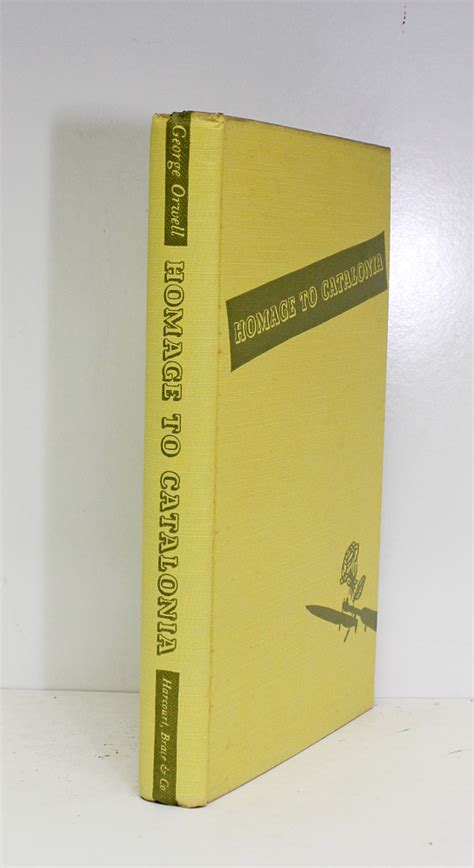 George Orwell
HOMAGE TO CATALONIA
Harcourt, Brace & Co
HOMAGE TO CATALONIA